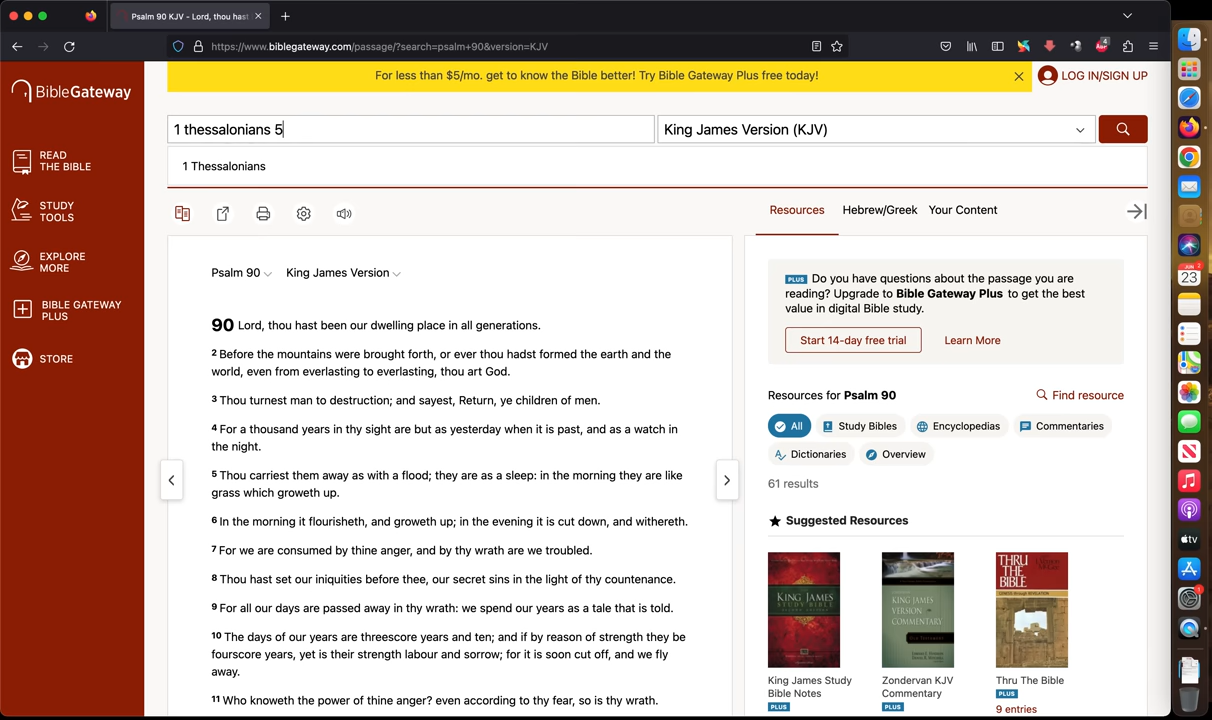 Psalm 90 KJV - Lord, thou hast
https://www.biblegateway.com/passage/?search=psalm+90&version=KJV
4
For less than $5/mo. get to know the Bible better! Try Bible Gateway Plus free today!
LOG IN/SIGN UP
BibleGateway
READ
THE BIBLE
STUDY
TOOLS
EXPLORE
MORE
BIBLE GATEWAY
PLUS
STORE
1 thessalonians 5
King James Version (KJV)
1 Thessalonians
Resources
Hebrew/Greek
Your Content
Psalm 90
King James Version
90 Lord, thou hast been our dwelling place in all generations.
2 Before the mountains were brought forth, or ever thou hadst formed the earth and the
world, even from everlasting to everlasting, thou art God.
3 Thou turnest man to destruction; and sayest, Return, ye children of men.
4 For a thousand years in thy sight are but as yesterday when it is past, and as a watch in
the night.
5 Thou carriest them away as with a flood; they are as a sleep: in the morning they are like
grass which groweth up.
6 In the morning it flourisheth, and groweth up; in the evening it is cut down, and withereth.
7 For we are consumed by thine anger, and by thy wrath are we troubled.
8 Thou hast set our iniquities before thee, our secret sins in the light of thy countenance.
9 For all our days are passed away in thy wrath: we spend our years as a tale that is told.
10 The days of our years are threescore years and ten; and if by reason of strength they be
fourscore years, yet is their strength labour and sorrow; for it is soon cut off, and we fly
away.
11 Who knoweth the power of thine anger? even according to thy fear, so is thy wrath.
PLUS Do you have questions about the passage you are
reading? Upgrade to Bible Gateway Plus to get the best
value in digital Bible study.
Start 14-day free trial
Learn More
Resources for Psalm 90
Find resource
All
Study Bibles
Encyclopedias
Commentaries
Dictionaries
Overview
61 results
Suggested Resources
KING JAMES
STUDY BIBLE
KING JAMES
VERSION
COMMENTARY
THRU
THE
BIBLE
King James Study
Bible Notes
PLUS
Zondervan KJV
Commentary
PLUS
Thru The Bible
PLUS
9 entries
23
tv
1